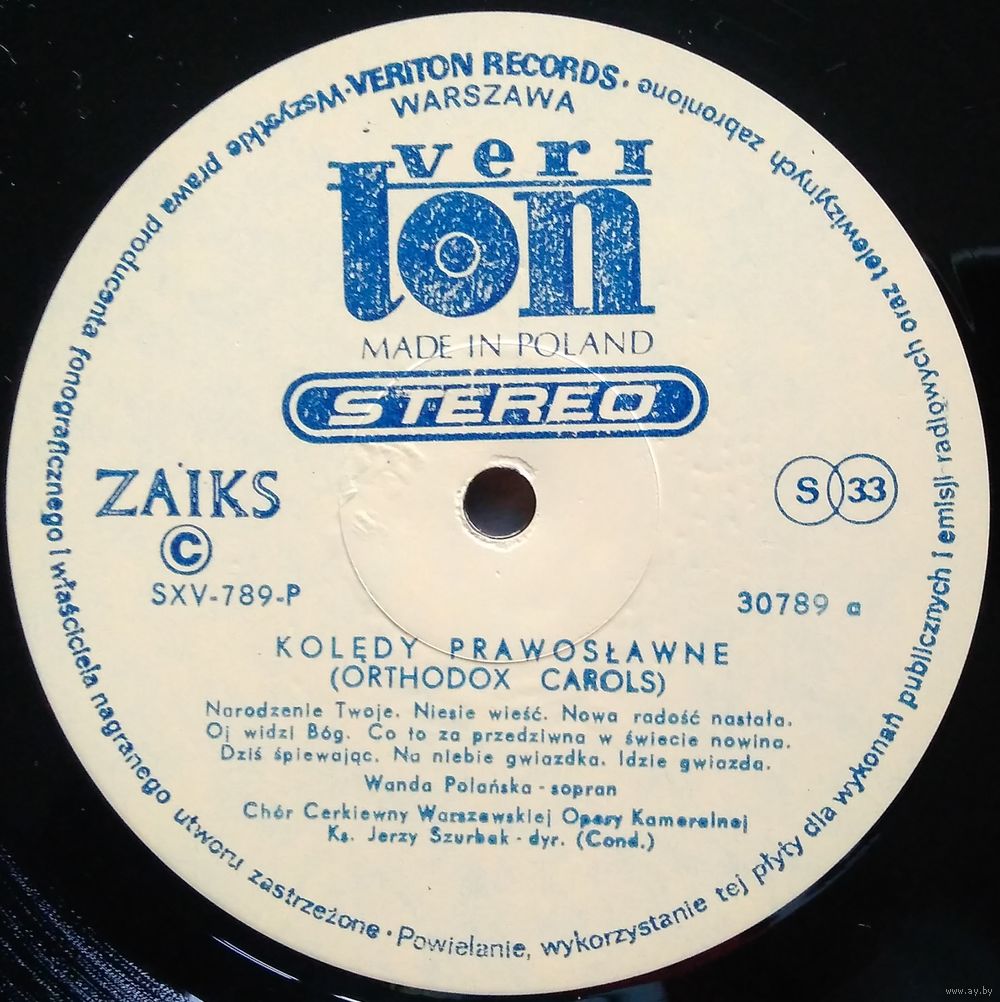 VERITON RECORDS · Wszystkie prawa producenta fonograficznego i właściciela nagranego utworu zastrzeżone · Powielanie, wykorzystanie tej płyty dla wykonań publicznych i emisji radiowych oraz telewizyjnych zabronione ·
WARSZAWA
veri
ton
MADE IN POLAND
STEREO
ZAIKS
S 33
C
SXV-789-P
30789 a
KOLĘDY PRAWOSŁAWNE
(ORTHODOX CAROLS)
Narodzenie Twoje. Niesie wieść. Nowa radość nastała.
Oj widzi Bóg. Co to za przedziwna w świecie nowina.
Dziś śpiewając. Na niebie gwiazdka. Idzie gwiazda.
Wanda Polańska - sopran
Chór Cerkiewny Warszawskiej Opery Kameralnej
Ks. Jerzy Szurbak - dyr. (Cond.)
www.ay.by